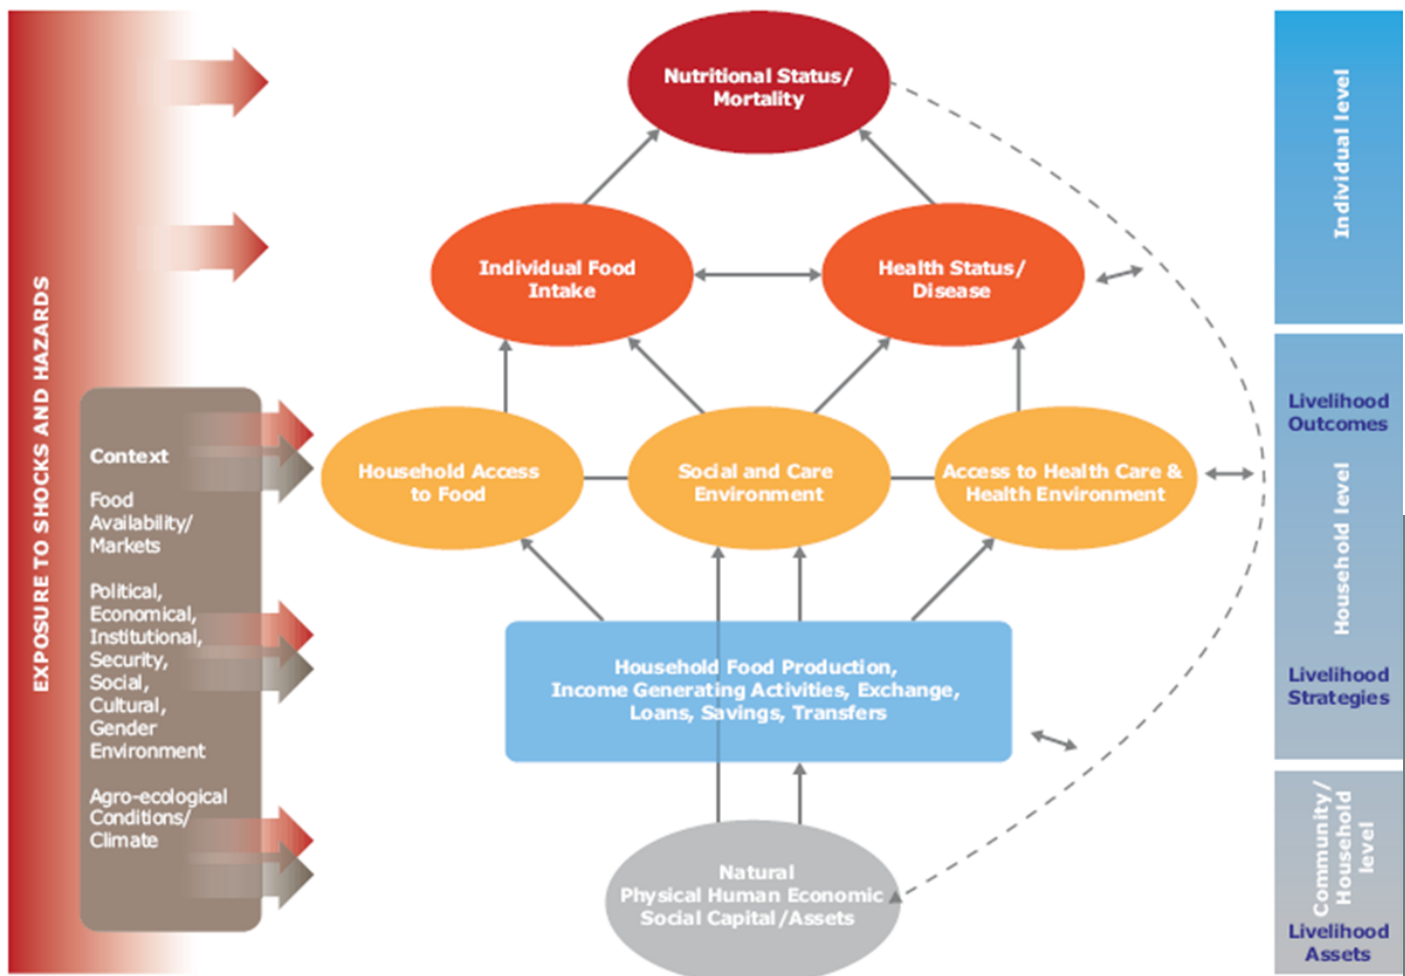 EXPOSURE TO SHOCKS AND HAZARDS
Context
Food
Availability/
Markets
Political,
Economical,
Institutional,
Security,
Social,
Cultural,
Gender
Environment
Agro-ecological
Conditions/
Climate
Nutritional Status/
Mortality
Individual Food
Intake
Health Status/
Disease
Household Access
to Food
Social and Care
Environment
Access to Health Care &
Health Environment
Household Food Production,
Income Generating Activities, Exchange,
Loans, Savings, Transfers
Natural
Physical Human Economic
Social Capital/Assets
Individual level
Livelihood
Outcomes
Household level
Livelihood
Strategies
Community/
Household
level
Livelihood
Assets